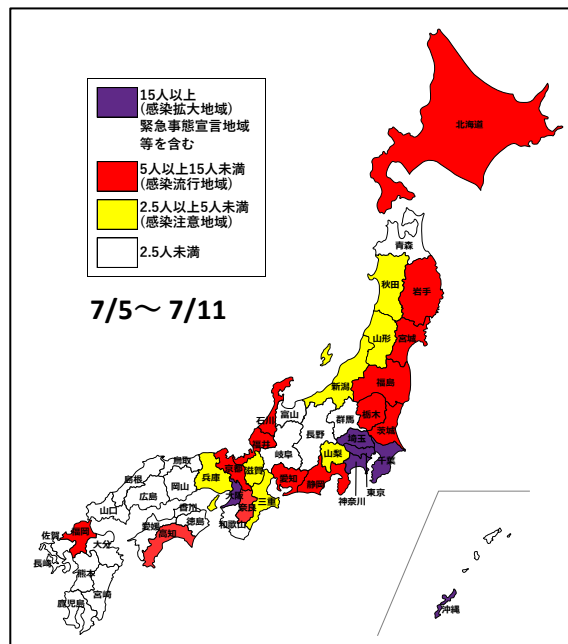 15人以上
(感染拡大地域)
緊急事態宣言地域
等を含む
5人以上15人未満
(感染流行地域)
2.5人以上5人未満
(感染注意地域)
2.5人未満
7/5～ 7/11
北海道
青森
秋田
岩手
山形
宮城
新潟
福島
石川
富山
群馬
栃木
茨城
福井
長野
埼玉
岐阜
山梨
千葉
東京
神奈川
静岡
愛知
京都
滋賀
兵庫
大阪
奈良
三重
和歌山
鳥取
島根
岡山
広島
山口
香川
徳島
愛媛
高知
福岡
佐賀
大分
長崎
熊本
宮崎
鹿児島
沖縄